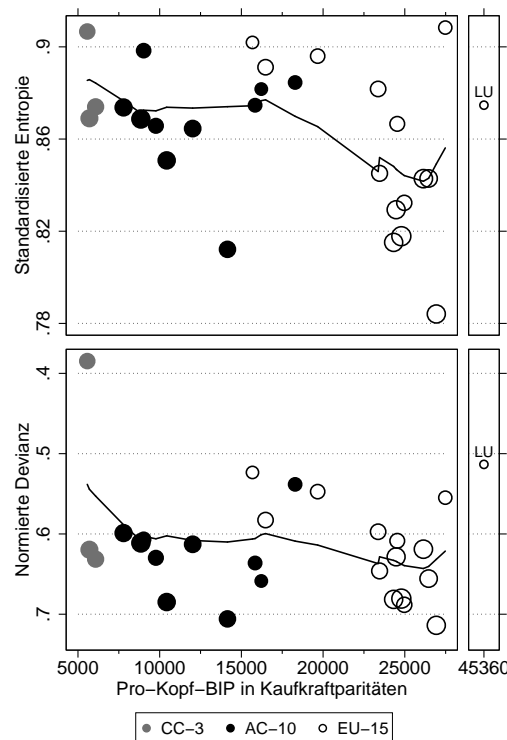 Standardisierte Entropie
.9
.86
.82
.78
LU
Normierte Devianz
.4
.5
.6
.7
LU
5000 10000 15000 20000 25000 45360
Pro−Kopf−BIP in Kaufkraftparitäten
CC−3 AC−10 EU−15